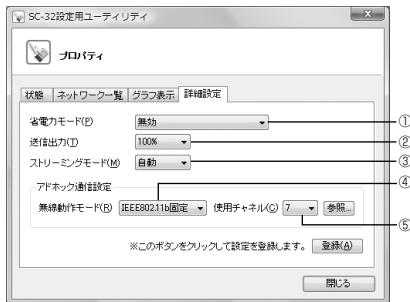 SC-32設定用ユーティリティ
プロパティ
状態 ネットワーク一覧 グラフ表示 詳細設定
省電力モード(P) 無効 ①
送信出力(T) 100% ②
ストリーミングモード(M) 自動 ③
アドホック通信設定 ④
無線動作モード(R) IEEE802.11b固定 使用チャネル(C) 7 参照... ⑤
※このボタンをクリックして設定を登録します。 登録(A)
閉じる